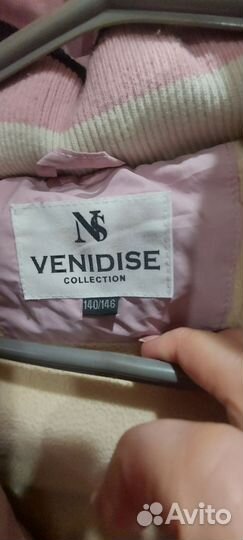 NS
VENIDISE
COLLECTION
140/146
Avito